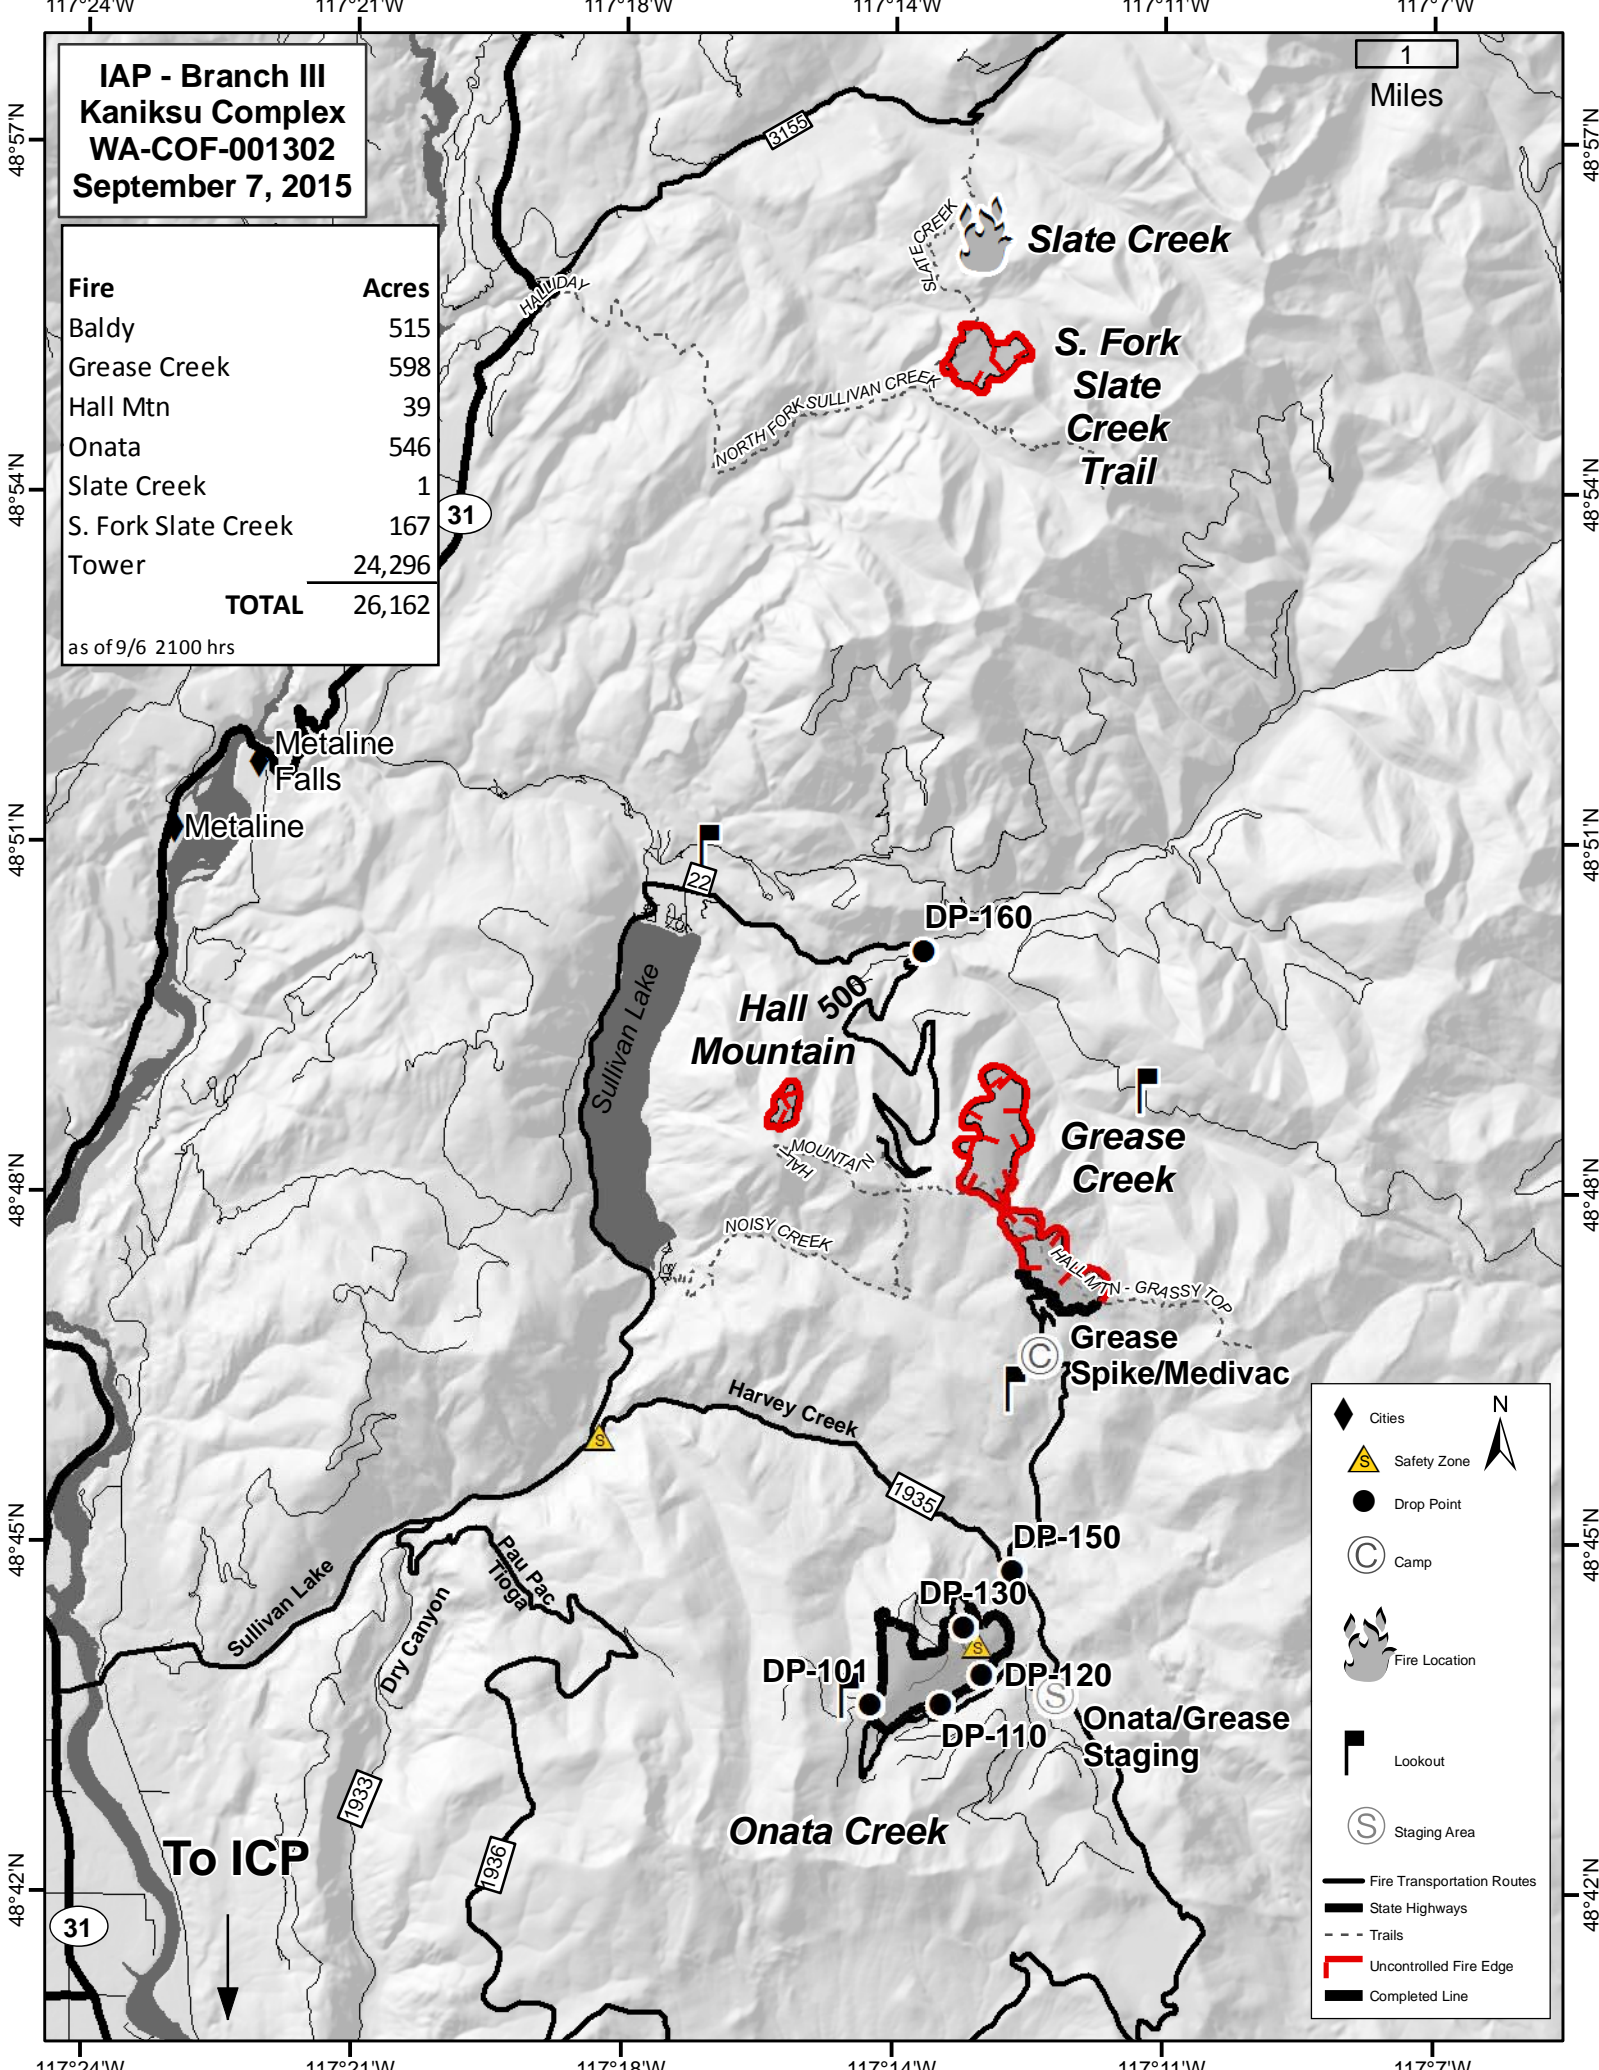 117°24'W 117°21'W 117°18'W 117°14'W 117°11'W 117°7'W
IAP - Branch III
Kaniksu Complex
WA-COF-001302
September 7, 2015
1
Miles
48°57'N
48°57'N
3155
Fire Acres
Baldy 515
Grease Creek 598
Hall Mtn 39
Onata 546
Slate Creek 1
S. Fork Slate Creek 167
Tower 24,296
TOTAL 26,162
as of 9/6 2100 hrs
SLATE CREEK
Slate Creek
HALLIDAY
S. Fork
Slate
Creek
Trail
NORTH FORK SULLIVAN CREEK
48°54'N
48°54'N
31
Metaline
Falls
Metaline
48°51'N
48°51'N
22
DP-160
500
Sullivan Lake
Hall
Mountain
Grease
Creek
HALL MOUNTAIN
48°48'N
48°48'N
NOISY CREEK
HALL MTN - GRASSY TOP
C
Grease
Spike/Medivac
Harvey Creek
S
1935
48°45'N
48°45'N
DP-150
Pau Pac
Tioga
Sullivan Lake
Dry Canyon
DP-130
S
DP-101
DP-120
S
DP-110
Onata/Grease
Staging
1933
Onata Creek
1936
To ICP
48°42'N
48°42'N
31
N
Cities
S Safety Zone
Drop Point
C Camp
Fire Location
Lookout
S Staging Area
Fire Transportation Routes
State Highways
Trails
Uncontrolled Fire Edge
Completed Line
117°24'W 117°21'W 117°18'W 117°14'W 117°11'W 117°7'W